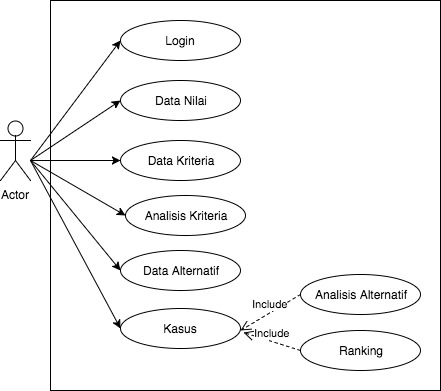 Login
Data Nilai
Data Kriteria
Actor
Analisis Kriteria
Data Alternatif
Analisis Alternatif
Include
Kasus
Include
Ranking